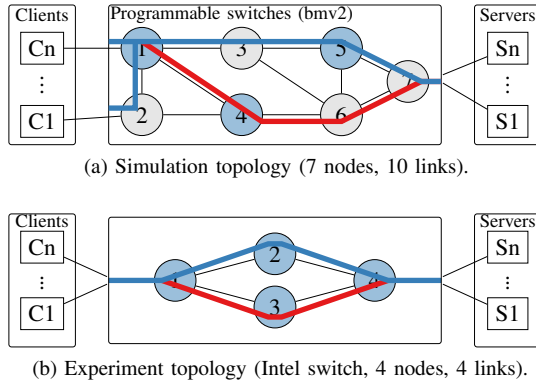 Clients
Programmable switches (bmv2)
Servers
Cn
1
3
5
Sn
⋮
7
⋮
C1
2
4
6
S1
(a) Simulation topology (7 nodes, 10 links).
Clients
Servers
Cn
2
Sn
⋮
1
4
⋮
C1
3
S1
(b) Experiment topology (Intel switch, 4 nodes, 4 links).